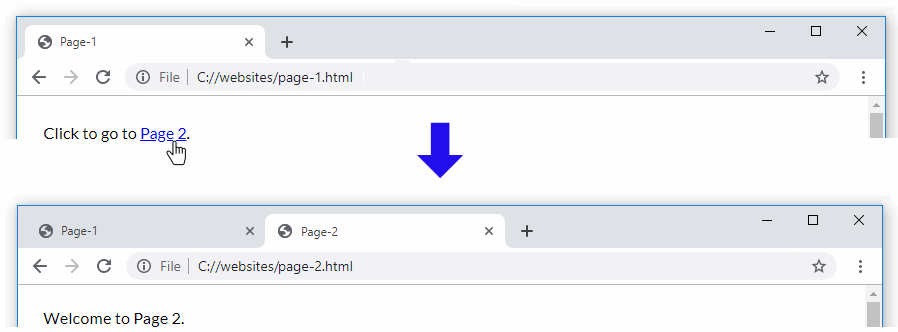 Page-1
File C://websites/page-1.html
Click to go to Page 2.
Page-1 Page-2
File C://websites/page-2.html
Welcome to Page 2.